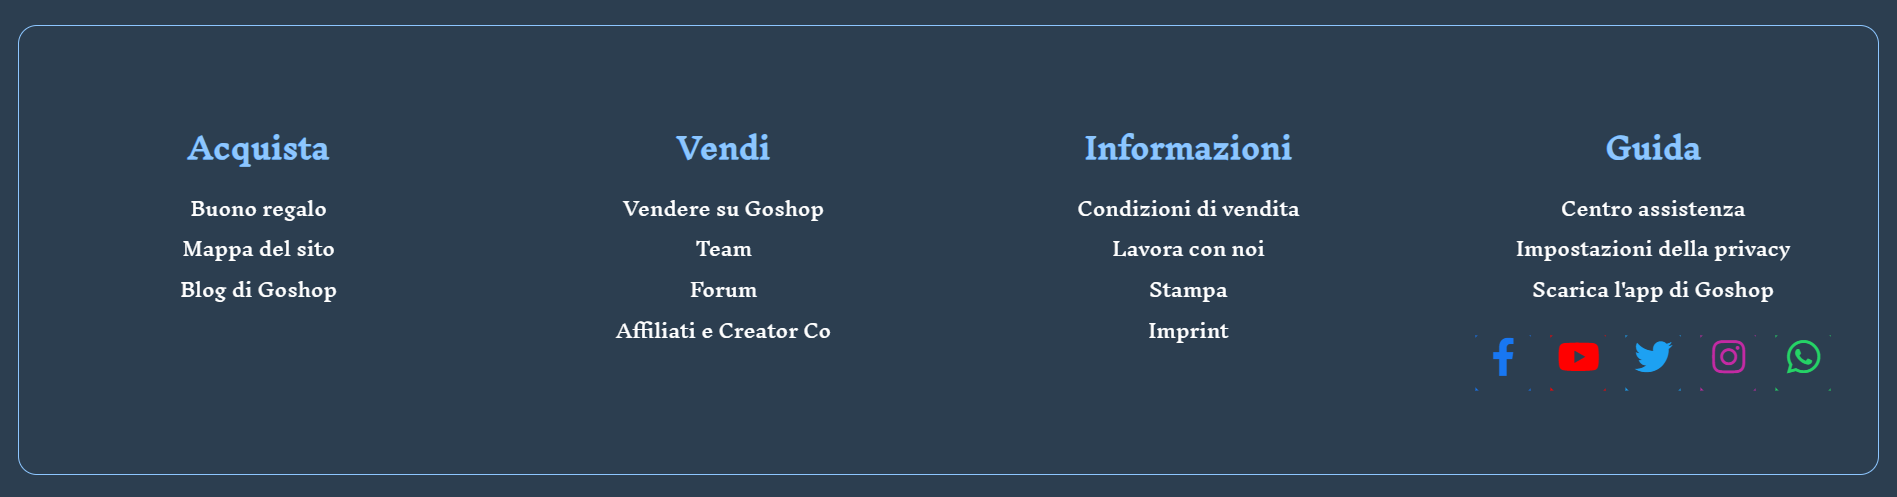 Acquista
Buono regalo
Mappa del sito
Blog di Goshop
Vendi
Vendere su Goshop
Team
Forum
Affiliati e Creator Co
Informazioni
Condizioni di vendita
Lavora con noi
Stampa
Imprint
Guida
Centro assistenza
Impostazioni della privacy
Scarica l'app di Goshop